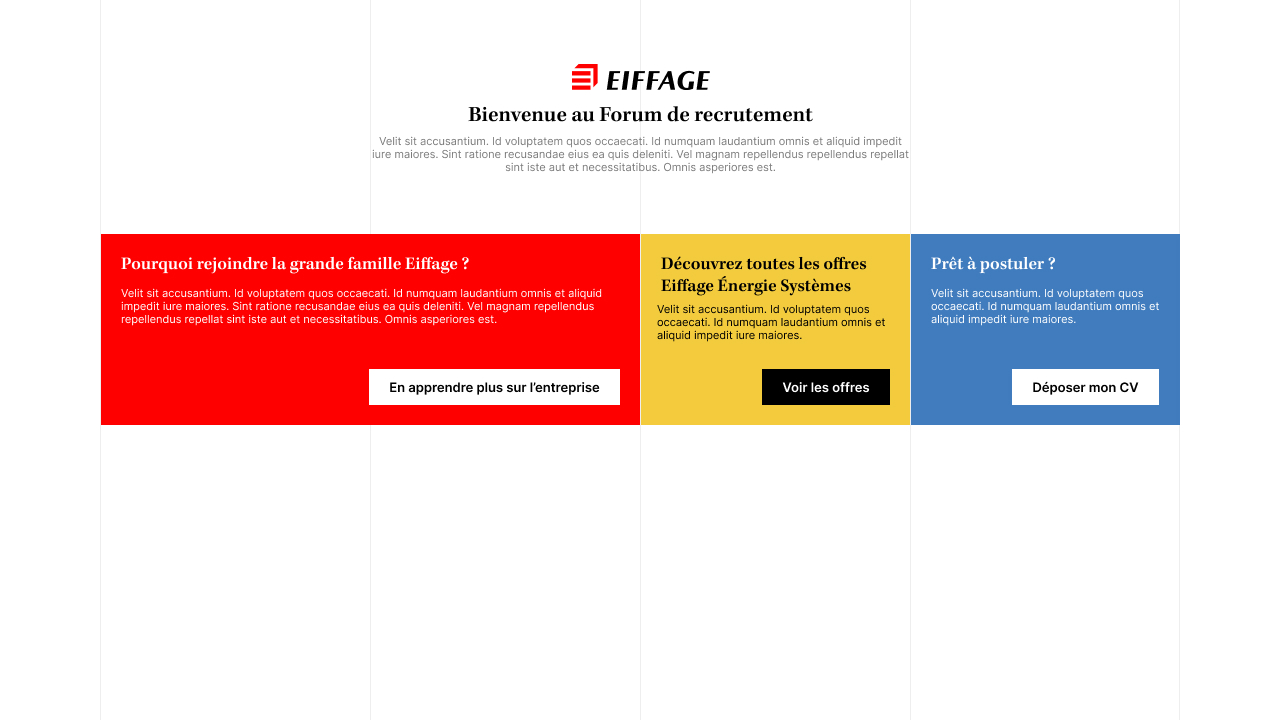 EIFFAGE
Bienvenue au Forum de recrutement
Velit sit accusantium. Id voluptatem quos occaecati. Id numquam laudantium omnis et aliquid impedit
iure maiores. Sint ratione recusandae eius ea quis deleniti. Vel magnam repellendus repellendus repellat
sint iste aut et necessitatibus. Omnis asperiores est.
Pourquoi rejoindre la grande famille Eiffage ?
Velit sit accusantium. Id voluptatem quos occaecati. Id numquam laudantium omnis et aliquid
impedit iure maiores. Sint ratione recusandae eius ea quis deleniti. Vel magnam repellendus
repellendus repellat sint iste aut et necessitatibus. Omnis asperiores est.
En apprendre plus sur l’entreprise
Découvrez toutes les offres
Eiffage Énergie Systèmes
Velit sit accusantium. Id voluptatem quos
occaecati. Id numquam laudantium omnis et
aliquid impedit iure maiores.
Voir les offres
Prêt à postuler ?
Velit sit accusantium. Id voluptatem quos
occaecati. Id numquam laudantium omnis et
aliquid impedit iure maiores.
Déposer mon CV